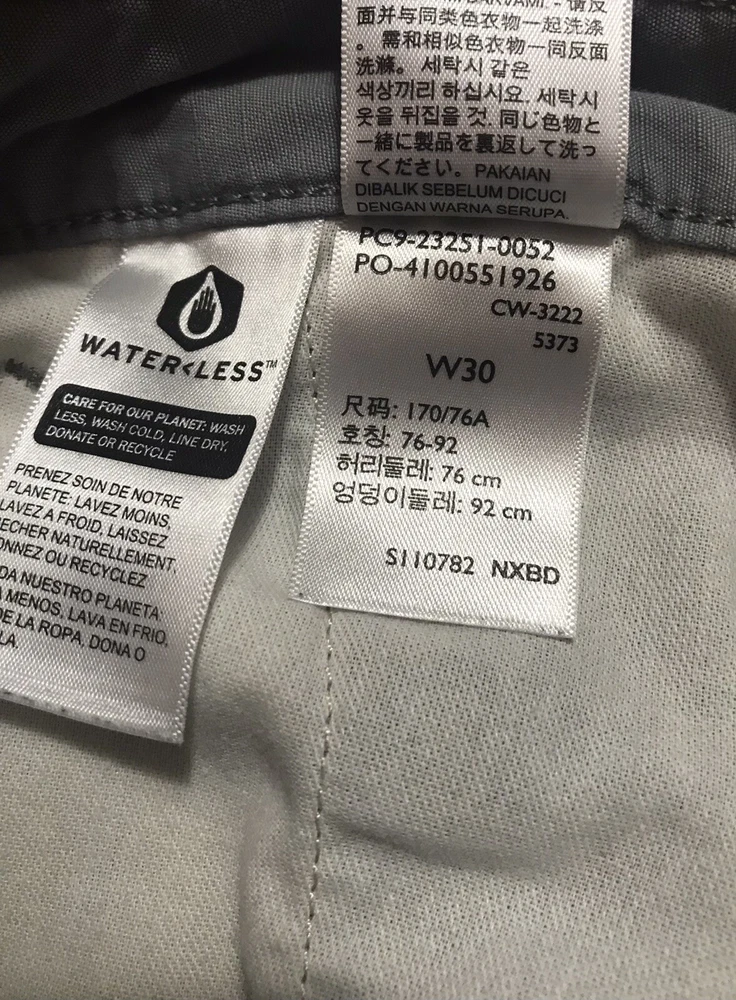 面并与同类色衣物一起洗涤
。需和相似色衣物一同反面
洗滌。세탁시 같은
색상끼리 하십시요. 세탁시
옷을 뒤집을 것. 同じ色物と
一緒に製品を裏返して洗っ
てください。PAKAIAN
DIBALIK SEBELUM DICUCI
DENGAN WARNA SERUPA.
PC9-23251-0052
PO-4100551926
CW-3222
5373
W30
尺码: 170/76A
호칭: 76-92
허리둘레: 76 cm
엉덩이둘레: 92 cm
S110782 NXBD
WATER<LESS™
CARE FOR OUR PLANET: WASH
LESS, WASH COLD, LINE DRY,
DONATE OR RECYCLE
PRENEZ SOIN DE NOTRE
PLANETE: LAVEZ MOINS,
LAVEZ A FROID, LAISSEZ
ECHER NATURELLEMENT
ONNEZ OU RECYCLEZ
DA NUESTRO PLANETA:
A MENOS, LAVA EN FRIO,
DE LA ROPA, DONA O
LA.